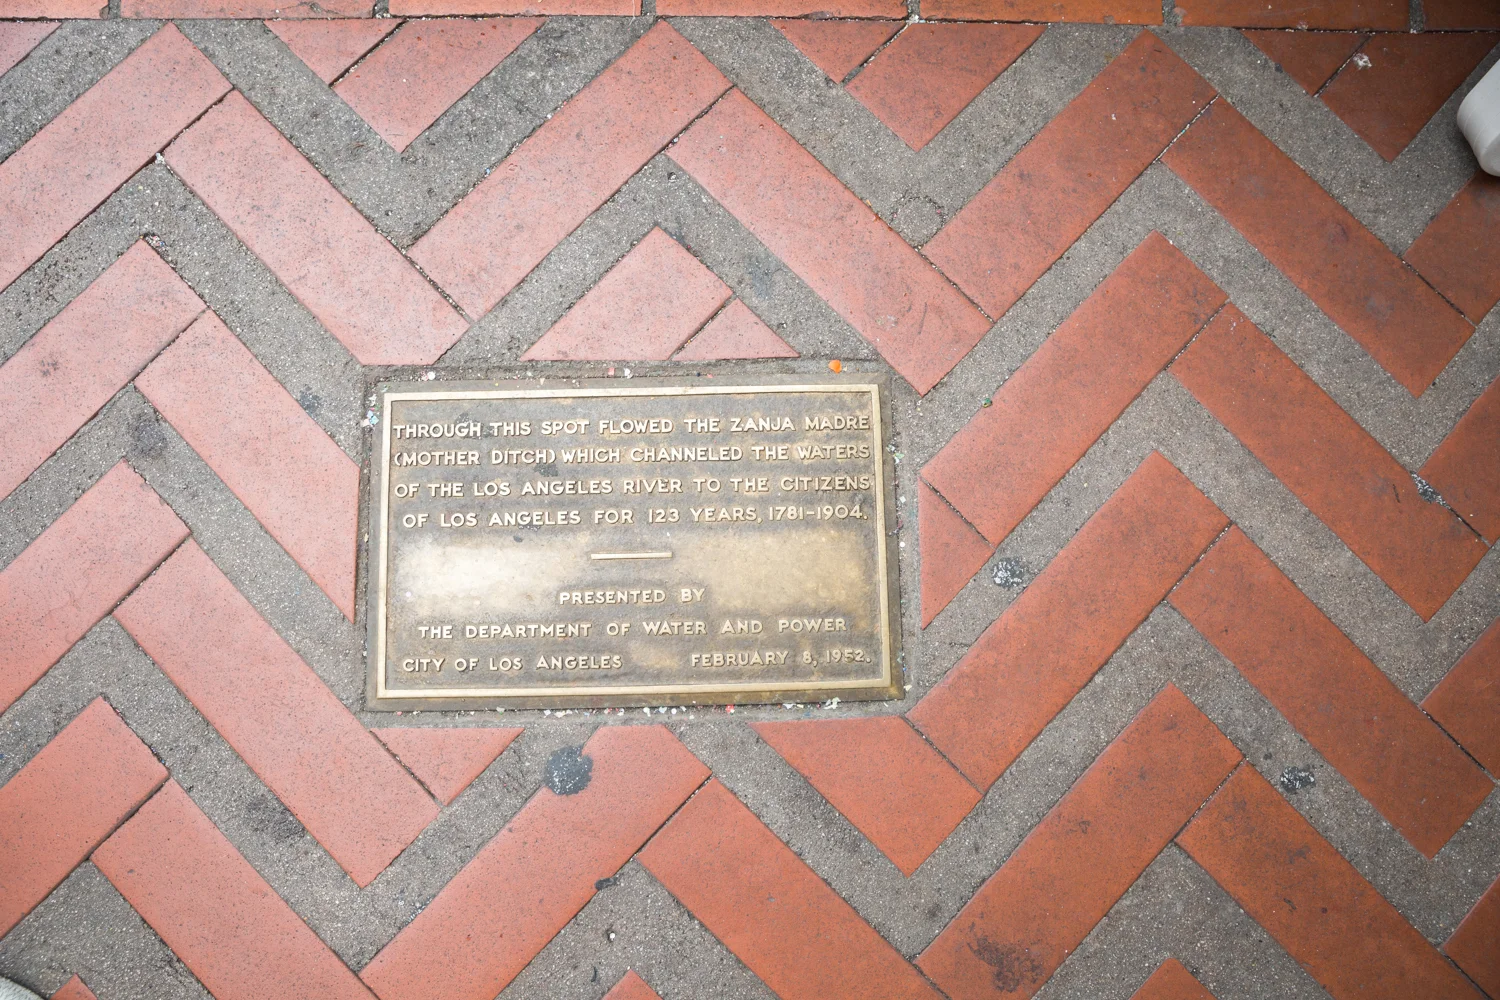 THROUGH THIS SPOT FLOWED THE ZANJA MADRE
(MOTHER DITCH) WHICH CHANNELED THE WATERS
OF THE LOS ANGELES RIVER TO THE CITIZENS
OF LOS ANGELES FOR 123 YEARS, 1781-1904.
PRESENTED BY
THE DEPARTMENT OF WATER AND POWER
CITY OF LOS ANGELES FEBRUARY 8, 1952.